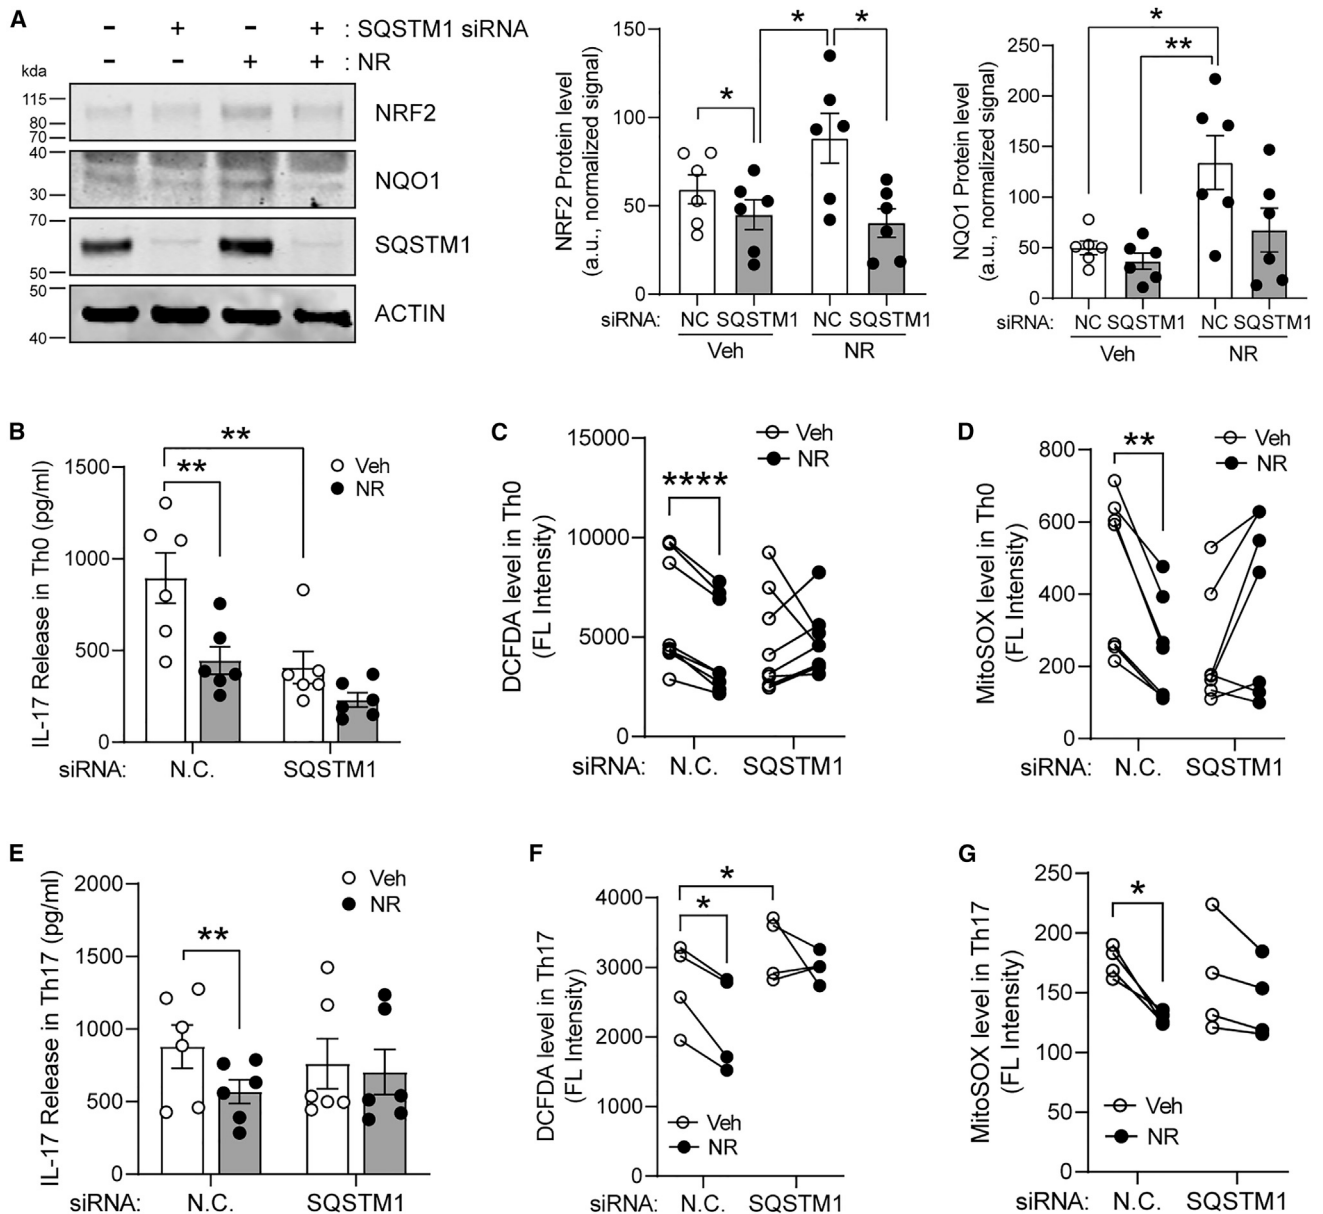 A
− + − + : SQSTM1 siRNA
− − + + : NR
kda
115
80
70
NRF2
40
30
NQO1
70
50
SQSTM1
50
40
ACTIN
NRF2 Protein level
(a.u., normalized signal)
150
100
50
0
* * *
siRNA: NC SQSTM1 NC SQSTM1
Veh NR
NQO1 Protein level
(a.u., normalized signal)
250
200
150
100
50
0
*
**
siRNA: NC SQSTM1 NC SQSTM1
Veh NR
B
IL-17 Release in Th0 (pg/ml)
1500
1000
500
0
**
**
Veh
NR
siRNA: N.C. SQSTM1
C
DCFDA level in Th0
(FL Intensity)
15000
10000
5000
0
****
Veh
NR
siRNA: N.C. SQSTM1
D
MitoSOX level in Th0
(FL Intensity)
800
600
400
200
0
**
Veh
NR
siRNA: N.C. SQSTM1
E
IL-17 Release in Th17 (pg/ml)
2000
1500
1000
500
0
**
Veh
NR
siRNA: N.C. SQSTM1
F
DCFDA level in Th17
(FL Intensity)
4000
3000
2000
1000
0
*
*
Veh
NR
siRNA: N.C. SQSTM1
G
MitoSOX level in Th17
(FL Intensity)
250
200
150
100
50
0
*
Veh
NR
siRNA: N.C. SQSTM1